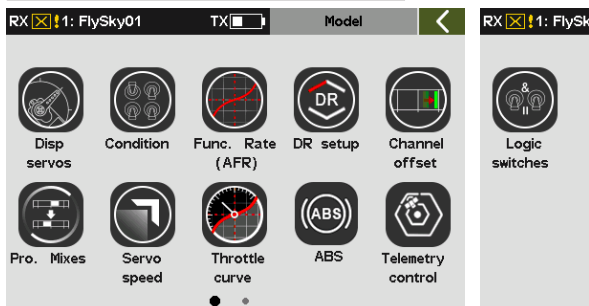 RX !1: FlySky01 TX Model
Disp servos
Condition
Func. Rate (AFR)
DR
DR setup
Channel offset
Pro. Mixes
Servo speed
Throttle curve
(ABS)
ABS
Telemetry control
RX !1: FlySk
&
II
Logic switches